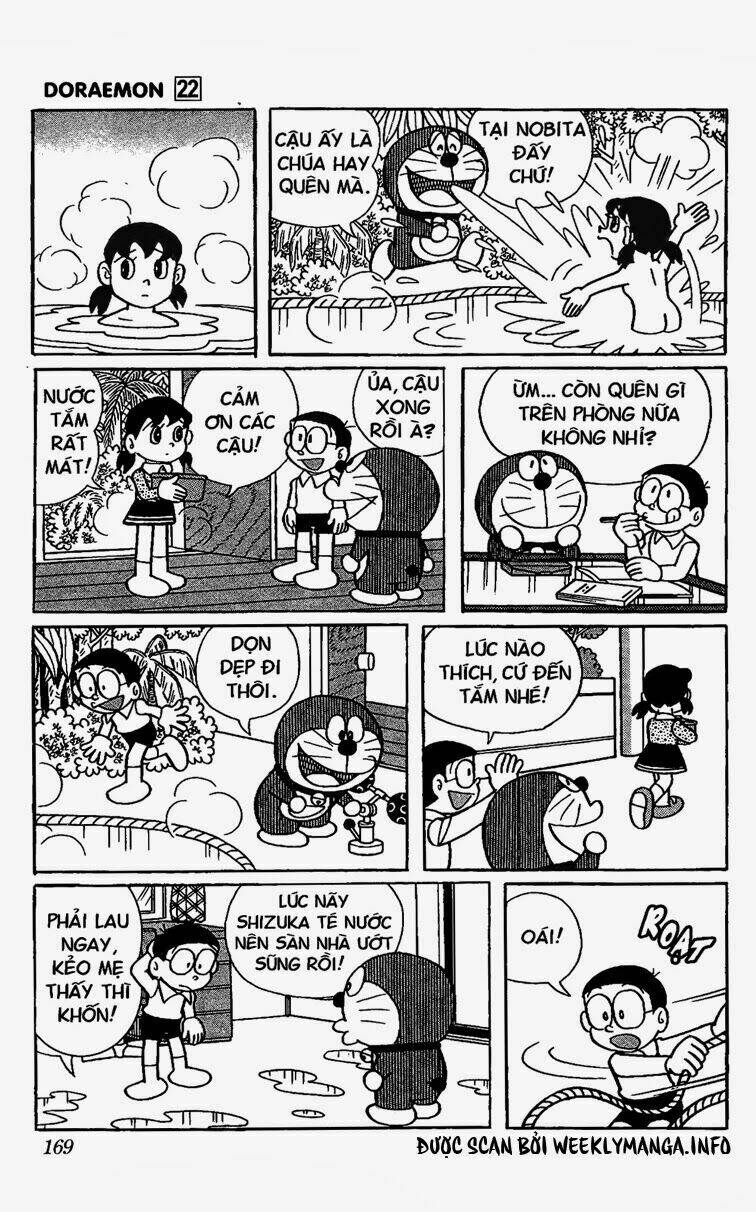 DORAEMON 22
CẬU ẤY LÀ
CHÚA HAY
QUÊN MÀ.
TẠI NOBITA
ĐẤY
CHỨ!
NƯỚC
TẮM
RẤT
MÁT!
CẢM
ƠN CÁC
CẬU!
ỦA, CẬU
XONG
RỒI À?
ỪM... CÒN QUÊN GÌ
TRÊN PHÒNG NỮA
KHÔNG NHỈ?
DỌN
DẸP ĐI
THÔI.
LÚC NÀO
THÍCH, CỨ ĐẾN
TẮM NHÉ!
PHẢI LAU
NGAY,
KẺO MẸ
THẤY THÌ
KHỐN!
LÚC NÃY
SHIZUKA TÉ NƯỚC
NÊN SÀN NHÀ ƯỚT
SŨNG RỒI!
OÁI!
ROẠT
169
ĐƯỢC SCAN BỞI WEEKLYMANGA.INFO